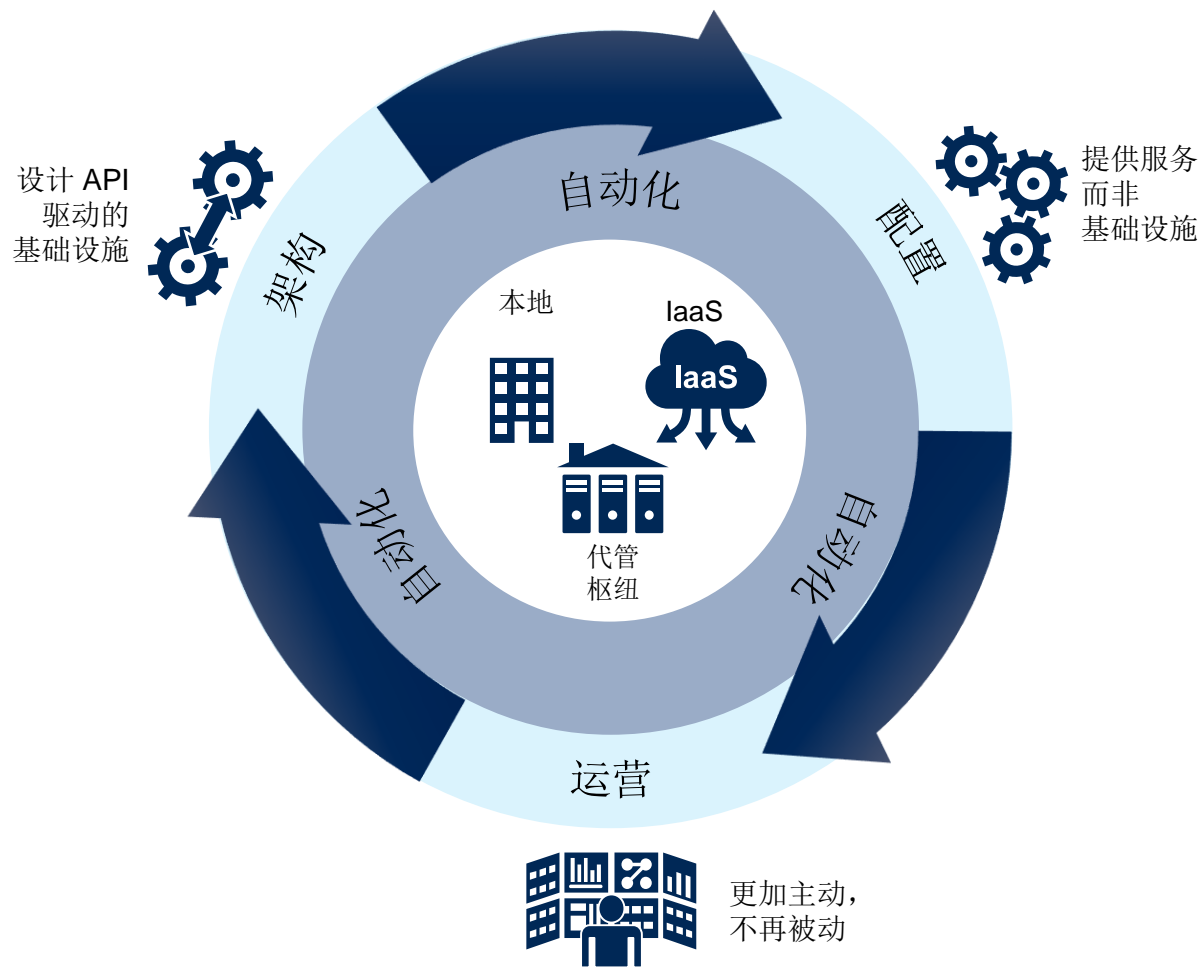 设计 API
驱动的
基础设施
架构
自动化
配置
提供服务
而非
基础设施
本地
IaaS
IaaS
代管
枢纽
自动化
自动化
运营
更加主动，
不再被动